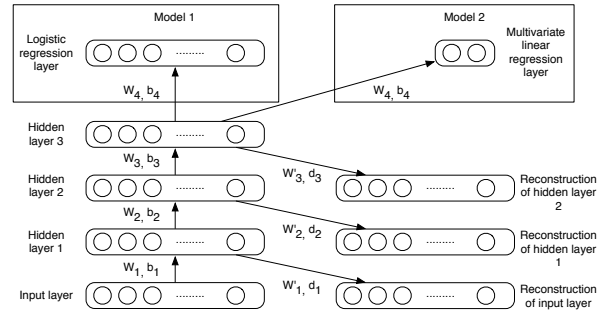 Model 1
Model 2
Logistic
regression
layer
.........
Multivariate
linear
regression
layer
W4, b4
W4, b4
Hidden
layer 3
.........
W3, b3
W'3, d3
Hidden
layer 2
.........
.........
Reconstruction
of hidden layer
2
W2, b2
W'2, d2
Hidden
layer 1
.........
.........
Reconstruction
of hidden layer
1
W1, b1
W'1, d1
Input layer
.........
.........
Reconstruction
of input layer